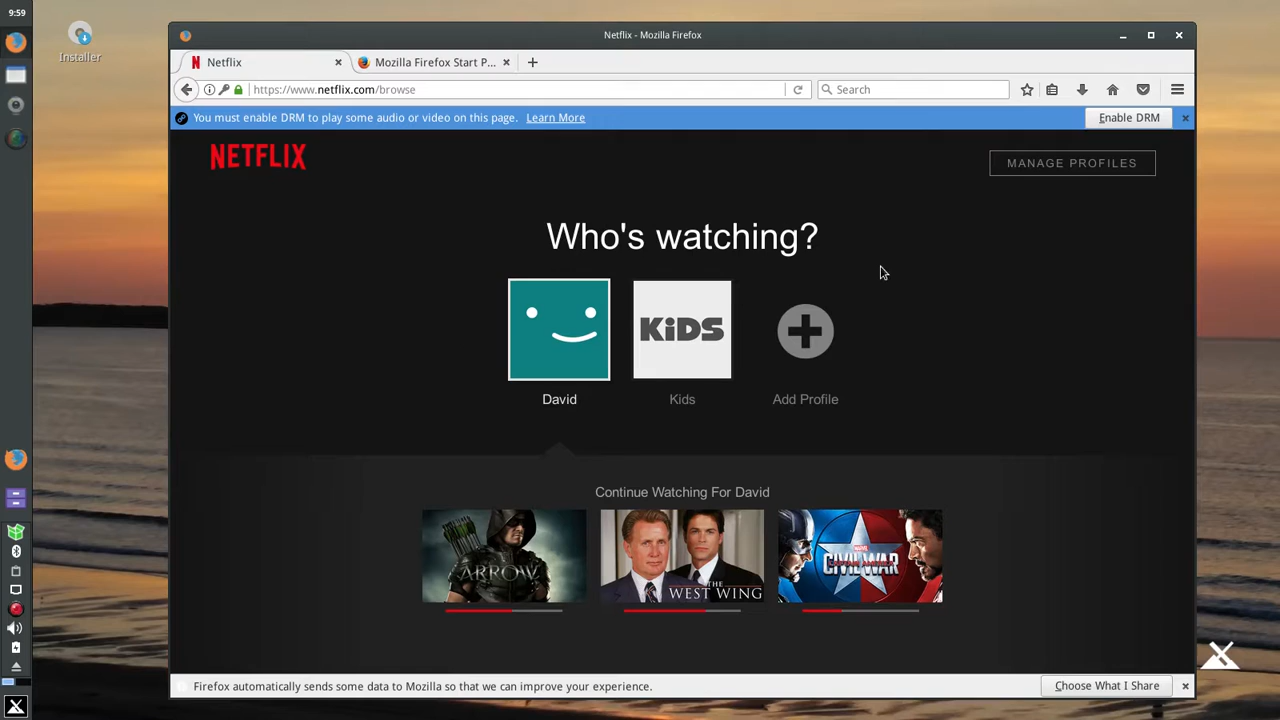 9:59
Installer
Netflix - Mozilla Firefox
Netflix
Mozilla Firefox Start P...
https://www.netflix.com/browse
Search
You must enable DRM to play some audio or video on this page. Learn More
Enable DRM
NETFLIX
MANAGE PROFILES
Who's watching?
KiDS
David
Kids
Add Profile
Continue Watching For David
ARROW
THE WEST WING
MARVEL
CAPTAIN AMERICA
CIVIL WAR
Firefox automatically sends some data to Mozilla so that we can improve your experience.
Choose What I Share